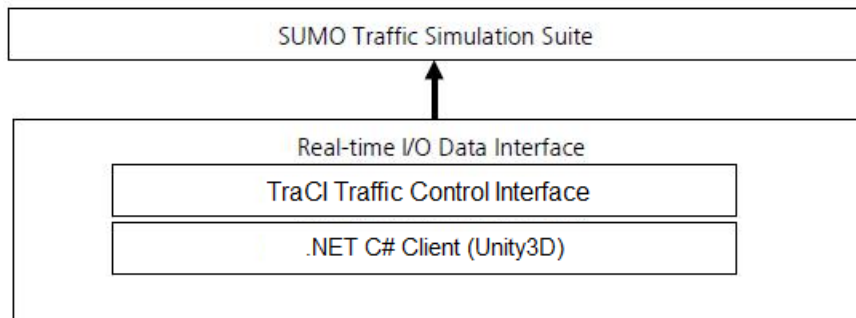 SUMO Traffic Simulation Suite
Real-time I/O Data Interface
TraCI Traffic Control Interface
.NET C# Client (Unity3D)